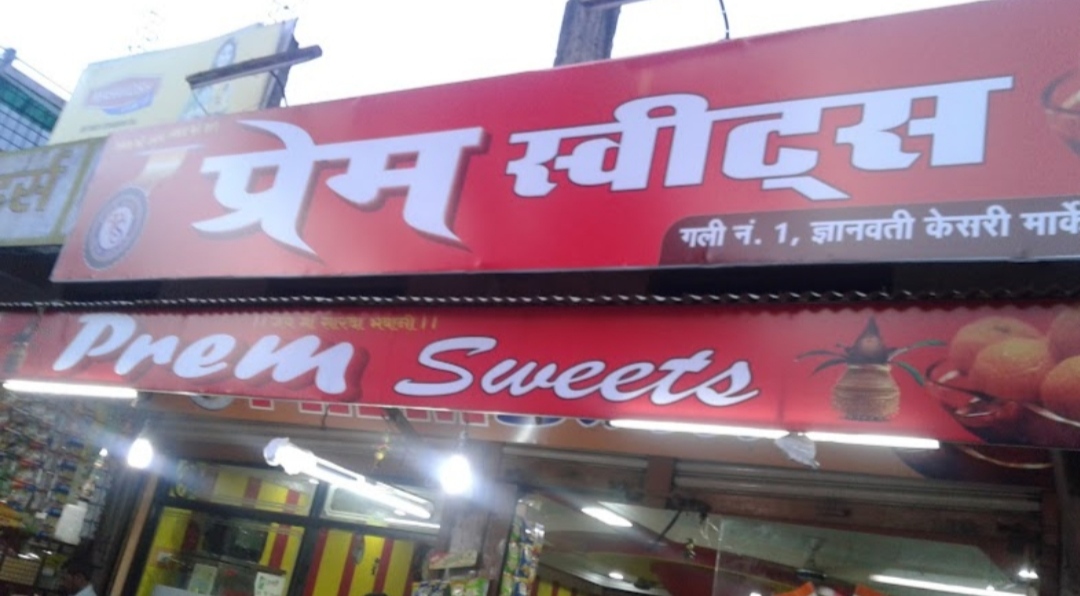 प्रेम स्वीट्स
गली नं. 1, ज्ञानवती केसरी मार्के
Prem Sweets